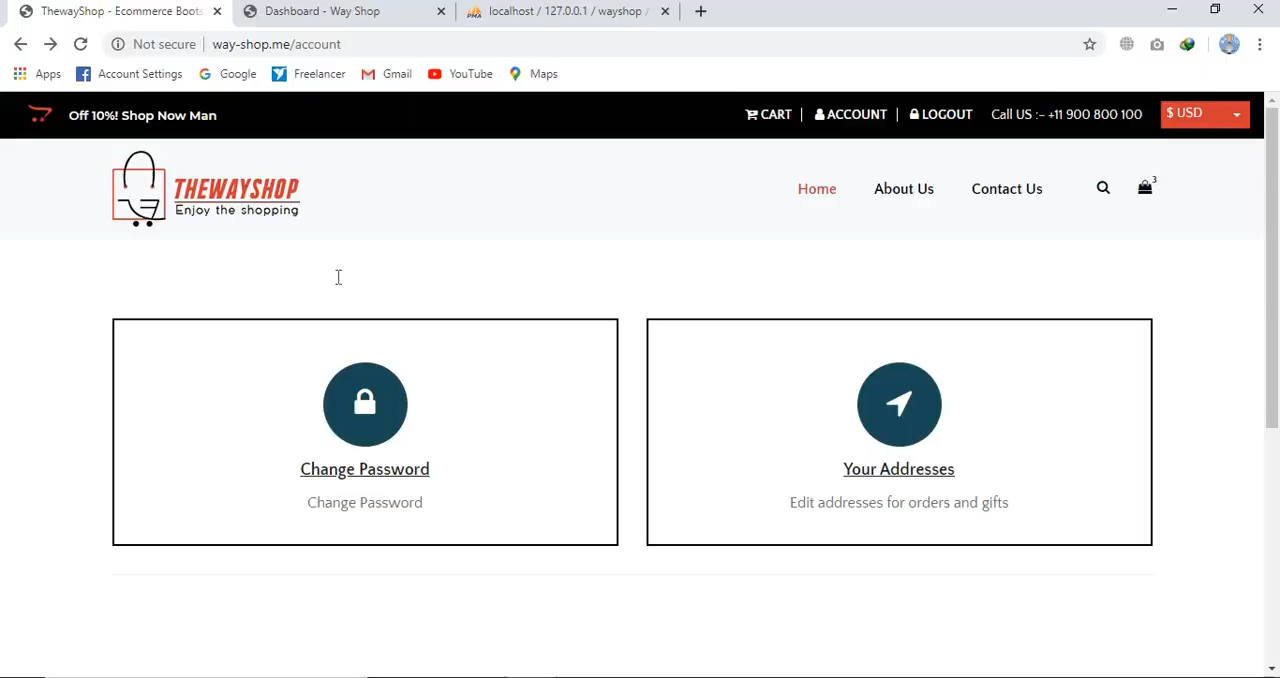 ThewayShop - Ecommerce Boots
Dashboard - Way Shop
localhost / 127.0.0.1 / wayshop /
Not secure
way-shop.me/account
Apps
Account Settings
Google
Freelancer
Gmail
YouTube
Maps
Off 10%! Shop Now Man
CART
ACCOUNT
LOGOUT
Call US :- +11 900 800 100
$ USD
THEWAYSHOP
Enjoy the shopping
Home
About Us
Contact Us
3
Change Password
Change Password
Your Addresses
Edit addresses for orders and gifts